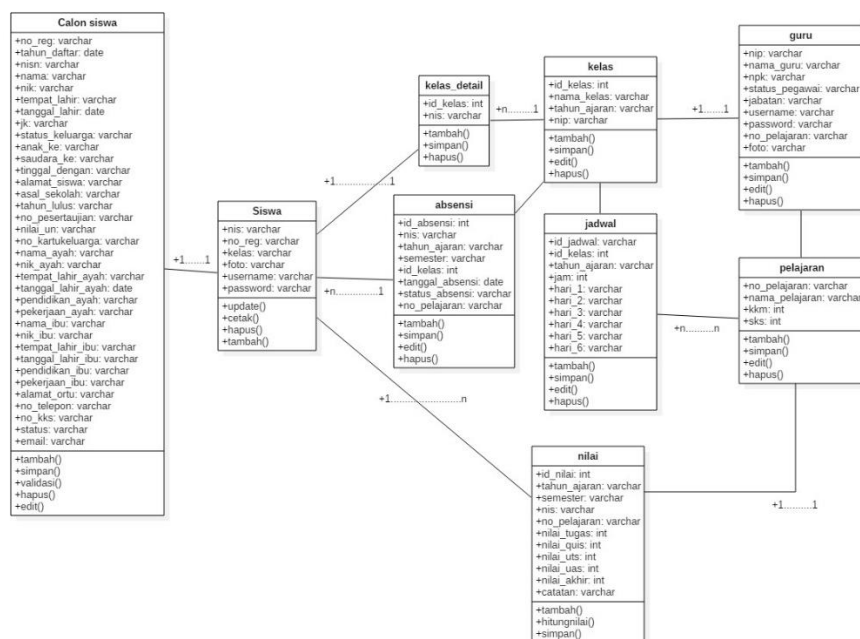 Calon siswa
+no_reg: varchar
+tahun_daftar: date
+nisn: varchar
+nama: varchar
+nik: varchar
+tempat_lahir: varchar
+tanggal_lahir: date
+jk: varchar
+status_keluarga: varchar
+anak_ke: varchar
+saudara_ke: varchar
+tinggal_dengan: varchar
+alamat_siswa: varchar
+asal_sekolah: varchar
+tahun_lulus: varchar
+no_pesertaujian: varchar
+nilai_un: varchar
+no_kartukeluarga: varchar
+nama_ayah: varchar
+nik_ayah: varchar
+tempat_lahir_ayah: varchar
+tanggal_lahir_ayah: date
+pendidikan_ayah: varchar
+pekerjaan_ayah: varchar
+nama_ibu: varchar
+nik_ibu: varchar
+tempat_lahir_ibu: varchar
+tanggal_lahir_ibu: varchar
+pendidikan_ibu: varchar
+pekerjaan_ibu: varchar
+alamat_ortu: varchar
+no_telepon: varchar
+no_kks: varchar
+status: varchar
+email: varchar
+tambah()
+simpan()
+validasi()
+hapus()
+edit()
+1.......1
Siswa
+nis: varchar
+no_reg: varchar
+kelas: varchar
+foto: varchar
+username: varchar
+password: varchar
+update()
+cetak()
+hapus()
+tambah()
+1..............1
+n.............1
+1......................n
kelas_detail
+id_kelas: int
+nis: varchar
+tambah()
+simpan()
+hapus()
+n.........1
absensi
+id_absensi: int
+nis: varchar
+tahun_ajaran: varchar
+semester: varchar
+id_kelas: int
+tanggal_absensi: date
+status_absensi: varchar
+no_pelajaran: varchar
+tambah()
+simpan()
+edit()
+hapus()
kelas
+id_kelas: int
+nama_kelas: varchar
+tahun_ajaran: varchar
+nip: varchar
+tambah()
+simpan()
+edit()
+hapus()
+1.......1
jadwal
+id_jadwal: varchar
+id_kelas: int
+tahun_ajaran: varchar
+jam: int
+hari_1: varchar
+hari_2: varchar
+hari_3: varchar
+hari_4: varchar
+hari_5: varchar
+hari_6: varchar
+tambah()
+simpan()
+edit()
+hapus()
+n.........n
guru
+nip: varchar
+nama_guru: varchar
+npk: varchar
+status_pegawai: varchar
+jabatan: varchar
+username: varchar
+password: varchar
+no_pelajaran: varchar
+foto: varchar
+tambah()
+simpan()
+edit()
+hapus()
pelajaran
+no_pelajaran: varchar
+nama_pelajaran: varchar
+kkm: int
+sks: int
+tambah()
+simpan()
+edit()
+hapus()
+1.........1
nilai
+id_nilai: int
+tahun_ajaran: varchar
+semester: varchar
+nis: varchar
+no_pelajaran: varchar
+nilai_tugas: int
+nilai_quis: int
+nilai_uts: int
+nilai_uas: int
+nilai_akhir: int
+catatan: varchar
+tambah()
+hitungnilai()
+simpan()